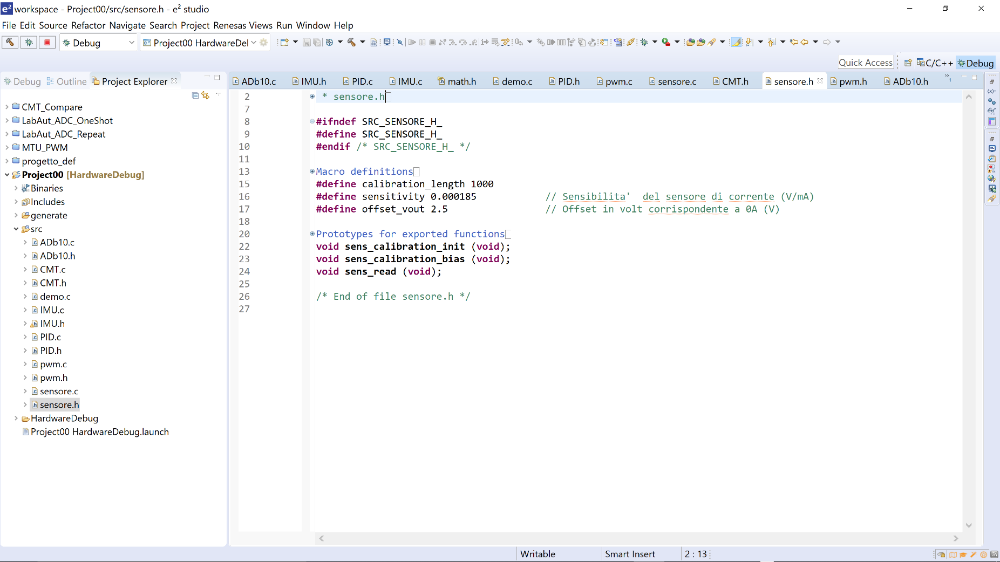 workspace - Project00/src/sensore.h - e² studio
File Edit Source Refactor Navigate Search Project Renesas Views Run Window Help
Debug
Project00 HardwareDel
Quick Access
C/C++
Debug
Debug
Outline
Project Explorer
CMT_Compare
LabAut_ADC_OneShot
LabAut_ADC_Repeat
MTU_PWM
progetto_def
Project00 [HardwareDebug]
Binaries
Includes
generate
src
ADb10.c
ADb10.h
CMT.c
CMT.h
demo.c
IMU.c
IMU.h
PID.c
PID.h
pwm.c
pwm.h
sensore.c
sensore.h
HardwareDebug
Project00 HardwareDebug.launch
ADb10.c IMU.h PID.c IMU.c math.h demo.c PID.h pwm.c sensore.c CMT.h sensore.h pwm.h ADb10.h
2 * sensore.h
7
8 #ifndef SRC_SENSORE_H_
9 #define SRC_SENSORE_H_
10 #endif /* SRC_SENSORE_H_ */
11
13 Macro definitions
15 #define calibration_length 1000
16 #define sensitivity 0.000185 // Sensibilita' del sensore di corrente (V/mA)
17 #define offset_vout 2.5 // Offset in volt corrispondente a 0A (V)
18
20 Prototypes for exported functions
22 void sens_calibration_init (void);
23 void sens_calibration_bias (void);
24 void sens_read (void);
25
26 /* End of file sensore.h */
27
Writable
Smart Insert
2 : 13